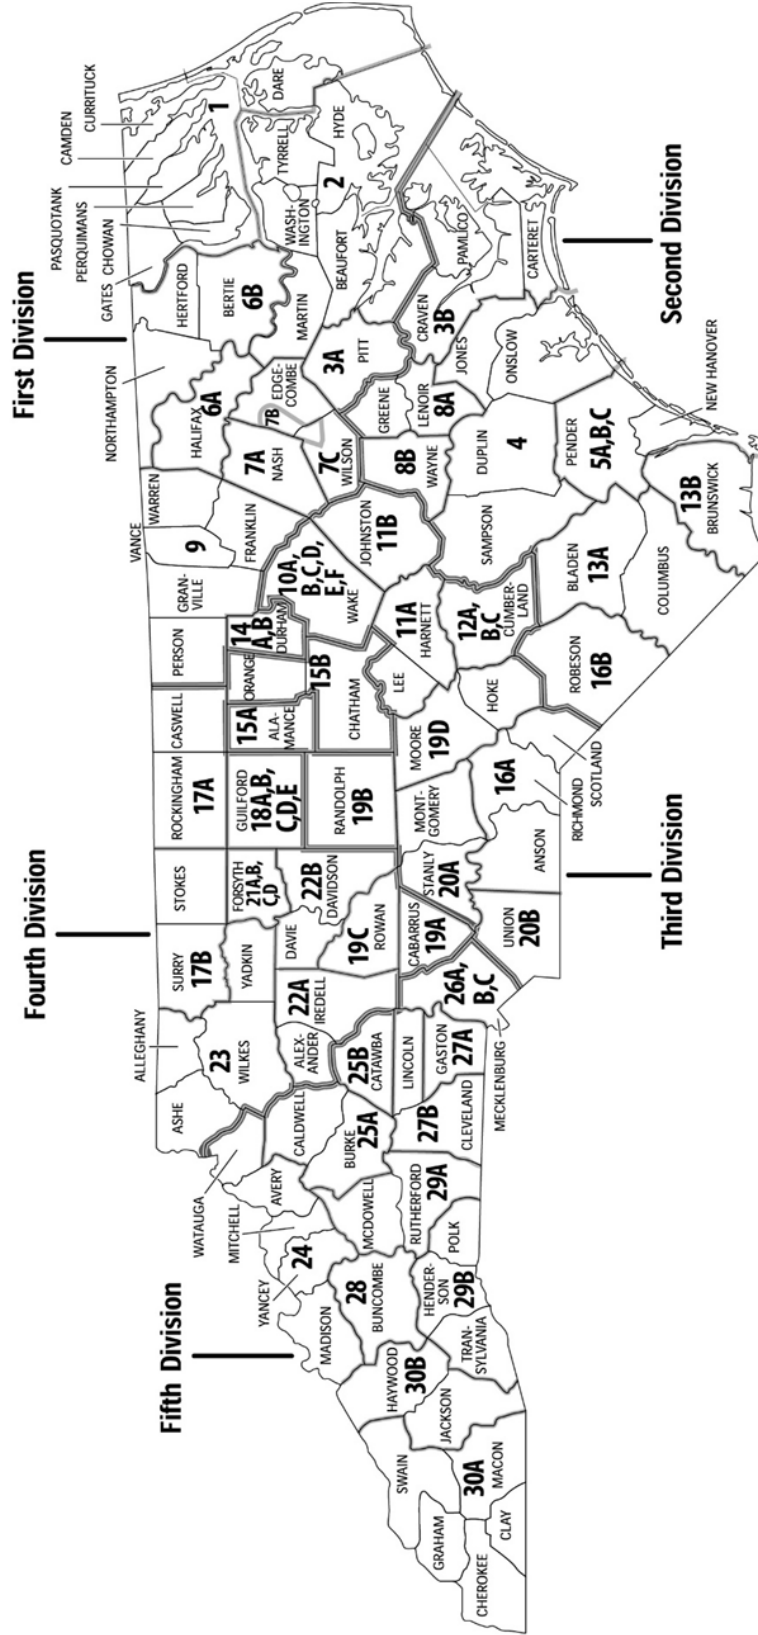 First Division
Second Division
Third Division
Fourth Division
Fifth Division
CHEROKEE
GRAHAM
CLAY
SWAIN
30A
MACON
JACKSON
HAYWOOD
30B
TRAN-
SYLVANIA
MADISON
28
BUNCOMBE
HENDER-
SON
29B
POLK
YANCEY
24
MITCHELL
WATAUGA
AVERY
MCDOWELL
RUTHERFORD
29A
CALDWELL
BURKE
25A
27B
CLEVELAND
ASHE
ALLEGHANY
23
WILKES
ALEX-
ANDER
25B
CATAWBA
LINCOLN
GASTON
27A
MECKLENBURG
26A,
B,C
SURRY
17B
YADKIN
22A
IREDELL
DAVIE
19C
ROWAN
CABARRUS
19A
UNION
20B
STOKES
FORSYTH
21A,B,
C,D
22B
DAVIDSON
STANLY
20A
ANSON
ROCKINGHAM
17A
GUILFORD
18A,B,
C,D,E
RANDOLPH
19B
MONT-
GOMERY
16A
RICHMOND
SCOTLAND
CASWELL
15A
ALA-
MANCE
CHATHAM
15B
MOORE
19D
HOKE
PERSON
ORANGE
14
A,B
DURHAM
LEE
11A
HARNETT
12A,
B,C
CUMBER-
LAND
ROBESON
16B
GRAN-
VILLE
VANCE
9
WARREN
FRANKLIN
10A,
B,C,D,
E,F
WAKE
JOHNSTON
11B
SAMPSON
BLADEN
13A
COLUMBUS
NORTHAMPTON
HALIFAX
6A
7A
NASH
7B
EDGE-
COMBE
7C
WILSON
8B
WAYNE
DUPLIN
4
PENDER
5A,B,C
NEW HANOVER
13B
BRUNSWICK
HERTFORD
BERTIE
6B
MARTIN
3A
PITT
GREENE
LENOIR
8A
JONES
ONSLOW
GATES
CHOWAN
PERQUIMANS
PASQUOTANK
CAMDEN
CURRITUCK
1
WASH-
INGTON
TYRRELL
DARE
2
HYDE
BEAUFORT
CRAVEN
3B
PAMLICO
CARTERET